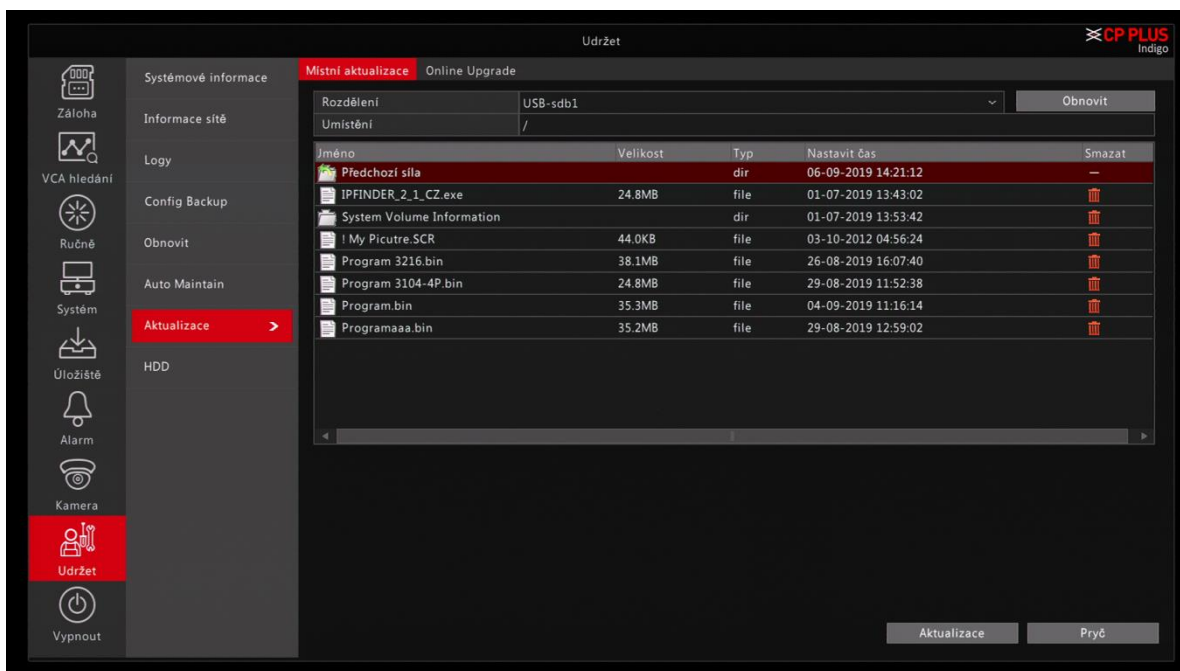 Udržet
CP PLUS
Indigo
Záloha
VCA hledání
Ručně
Systém
Úložiště
Alarm
Kamera
Udržet
Vypnout
Systémové informace
Informace sítě
Logy
Config Backup
Obnovit
Auto Maintain
Aktualizace >
HDD
Místní aktualizace Online Upgrade
Rozdělení USB-sdb1 Obnovit
Umístění /
Jméno Velikost Typ Nastavit čas Smazat
Předchozí síla dir 06-09-2019 14:21:12 —
IPFINDER_2_1_CZ.exe 24.8MB file 01-07-2019 13:43:02
System Volume Information dir 01-07-2019 13:53:42
! My Picutre.SCR 44.0KB file 03-10-2012 04:56:24
Program 3216.bin 38.1MB file 26-08-2019 16:07:40
Program 3104-4P.bin 24.8MB file 29-08-2019 11:52:38
Program.bin 35.3MB file 04-09-2019 11:16:14
Programaaa.bin 35.2MB file 29-08-2019 12:59:02
Aktualizace Pryč